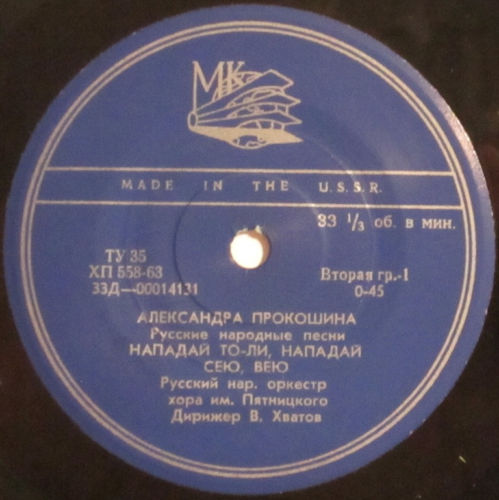 МК
MADE IN THE U.S.S.R.
33 1/3 об. в мин.
ТУ 35
ХП 558-63
33Д—00014131
Вторая гр.-1
0-45
АЛЕКСАНДРА ПРОКОШИНА
Русские народные песни
НАПАДАЙ ТО-ЛИ, НАПАДАЙ
СЕЮ, ВЕЮ
Русский нар. оркестр
хора им. Пятницкого
Дирижер В. Хватов